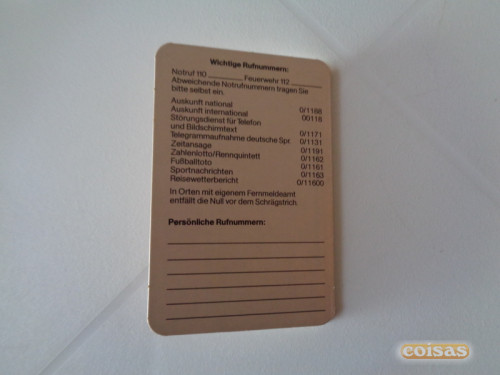 Wichtige Rufnummern:
Notruf 110 ________ Feuerwehr 112 ________
Abweichende Notrufnummern tragen Sie
bitte selbst ein.
Auskunft national 0/1188
Auskunft international 00118
Störungsdienst für Telefon
und Bildschirmtext 0/1171
Telegrammaufnahme deutsche Spr. 0/1131
Zeitansage 0/1191
Zahlenlotto/Rennquintett 0/1162
Fußballtoto 0/1161
Sportnachrichten 0/1163
Reisewetterbericht 0/11600
In Orten mit eigenem Fernmeldeamt
entfällt die Null vor dem Schrägstrich.
Persönliche Rufnummern:
coisas